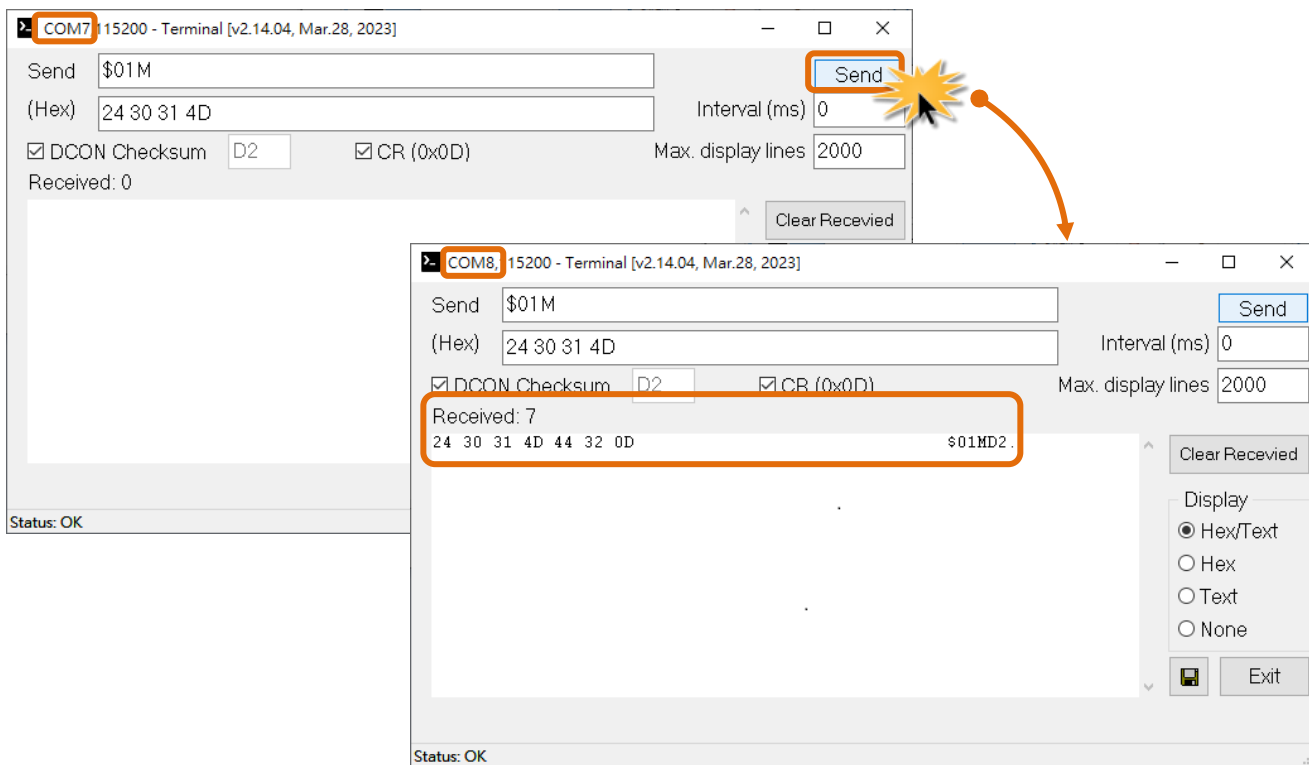 COM7,115200 - Terminal [v2.14.04, Mar.28, 2023]
Send $01M Send
(Hex) 24 30 31 4D Interval (ms) 0
DCON Checksum D2 CR (0x0D) Max. display lines 2000
Received: 0
Clear Recevied
Status: OK
COM8,115200 - Terminal [v2.14.04, Mar.28, 2023]
Send $01M Send
(Hex) 24 30 31 4D Interval (ms) 0
DCON Checksum D2 CR (0x0D) Max. display lines 2000
Received: 7
24 30 31 4D 44 32 0D $01MD2.
Clear Recevied
Display
Hex/Text
Hex
Text
None
Exit
Status: OK